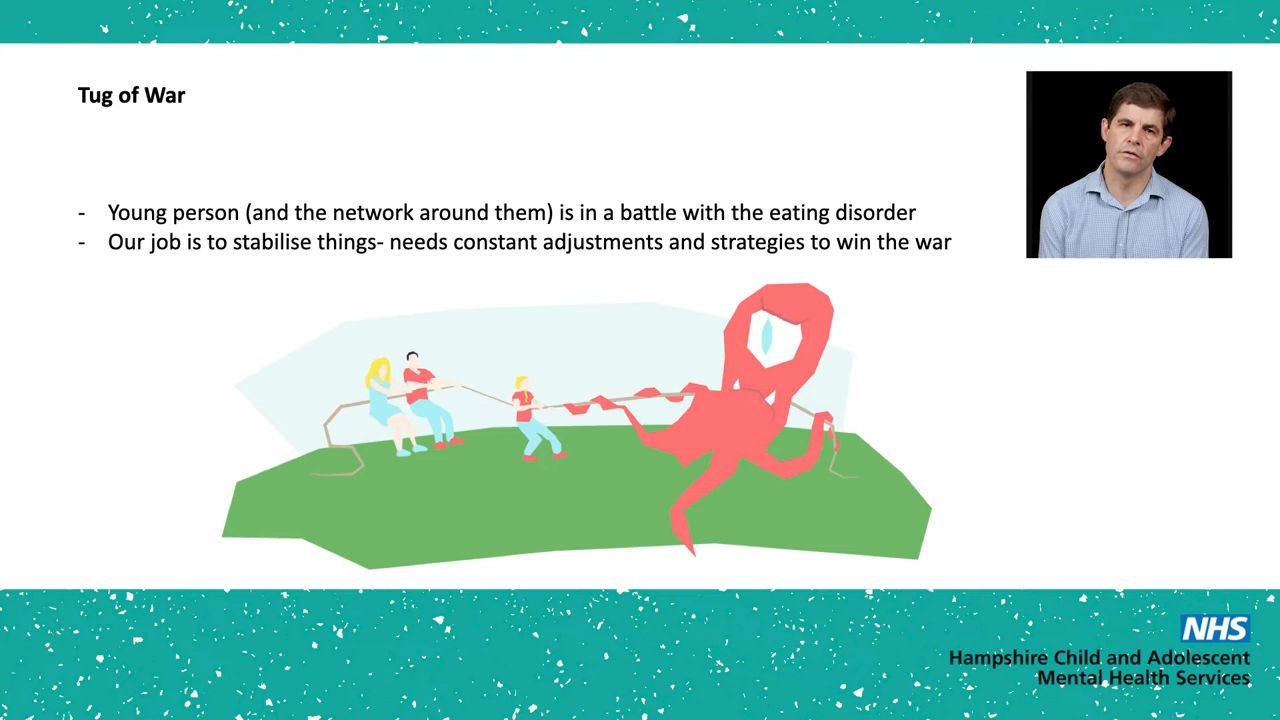 Tug of War
- Young person (and the network around them) is in a battle with the eating disorder
- Our job is to stabilise things- needs constant adjustments and strategies to win the war
NHS
Hampshire Child and Adolescent
Mental Health Services